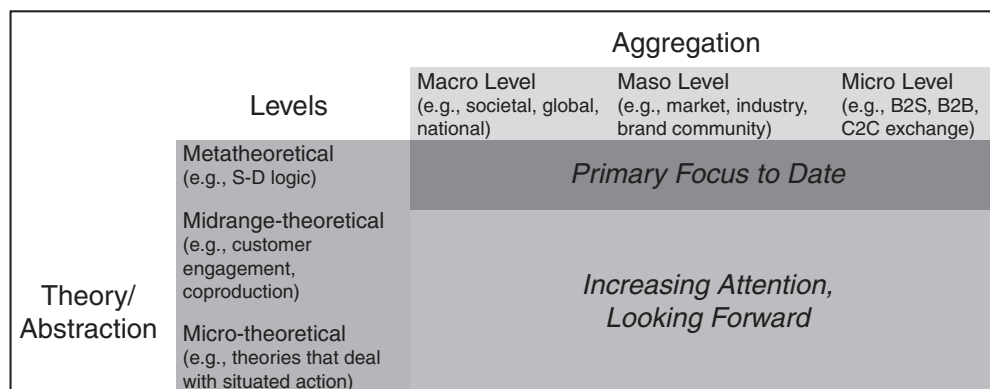 Aggregation
Levels
Macro Level
(e.g., societal, global,
national)
Maso Level
(e.g., market, industry,
brand community)
Micro Level
(e.g., B2S, B2B,
C2C exchange)
Theory/
Abstraction
Metatheoretical
(e.g., S-D logic)
Primary Focus to Date
Midrange-theoretical
(e.g., customer
engagement,
coproduction)
Micro-theoretical
(e.g., theories that deal
with situated action)
Increasing Attention,
Looking Forward